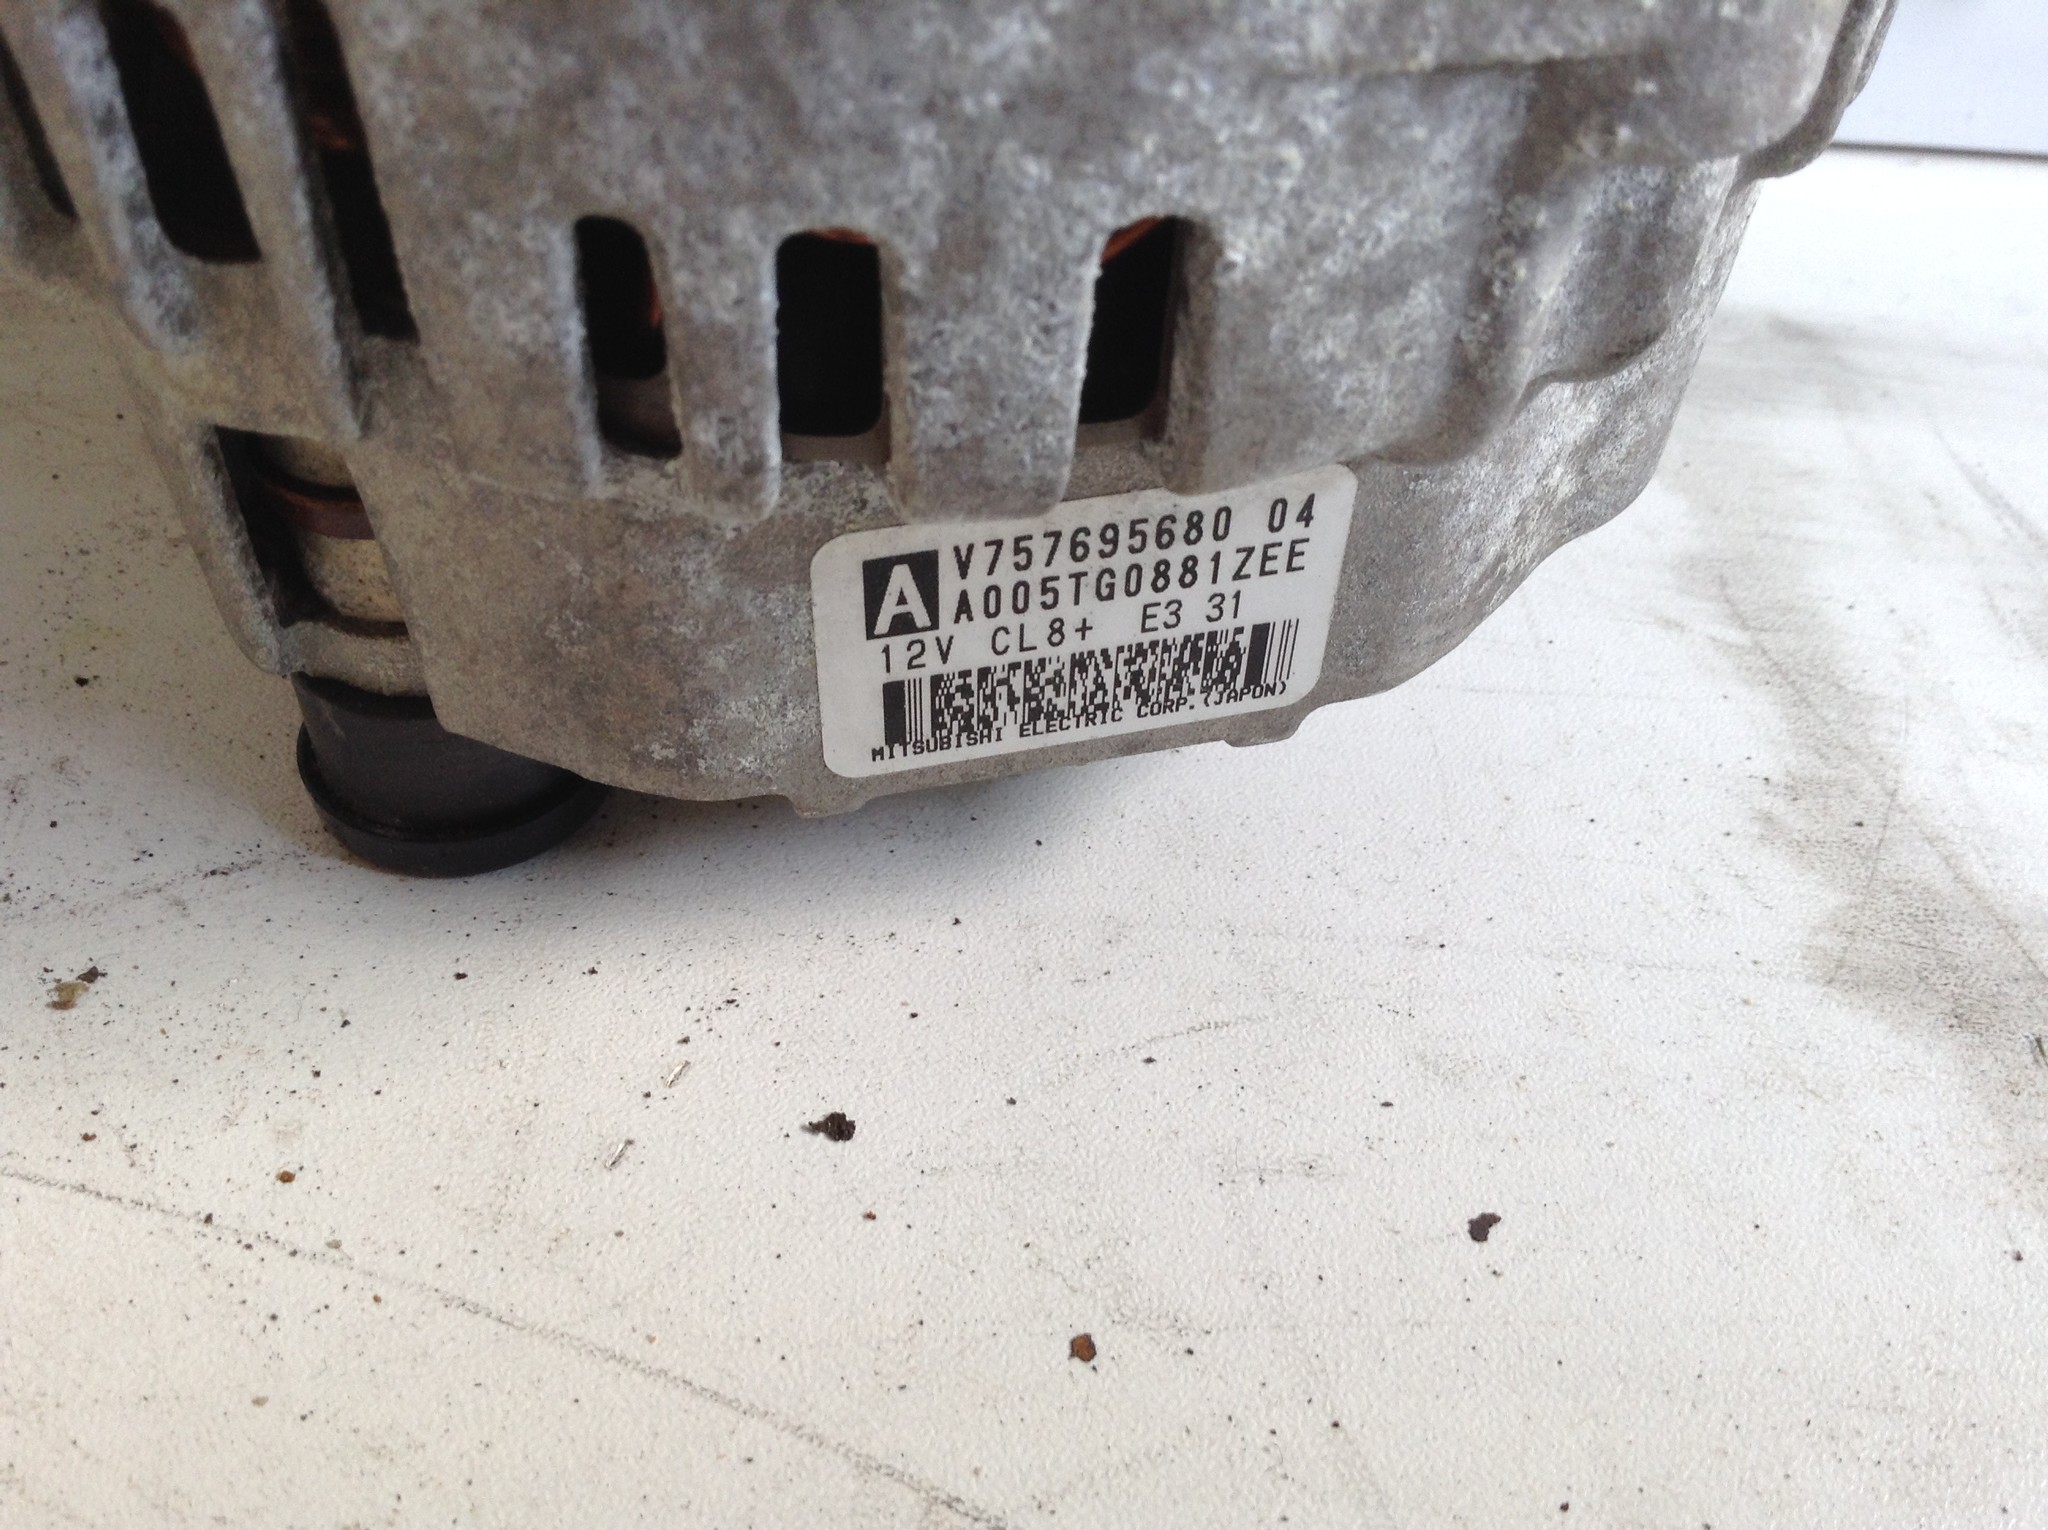 A
V757695680 04
A005TG0881ZEE
12V CL8+ E3 31
MITSUBISHI ELECTRIC CORP. (JAPON)